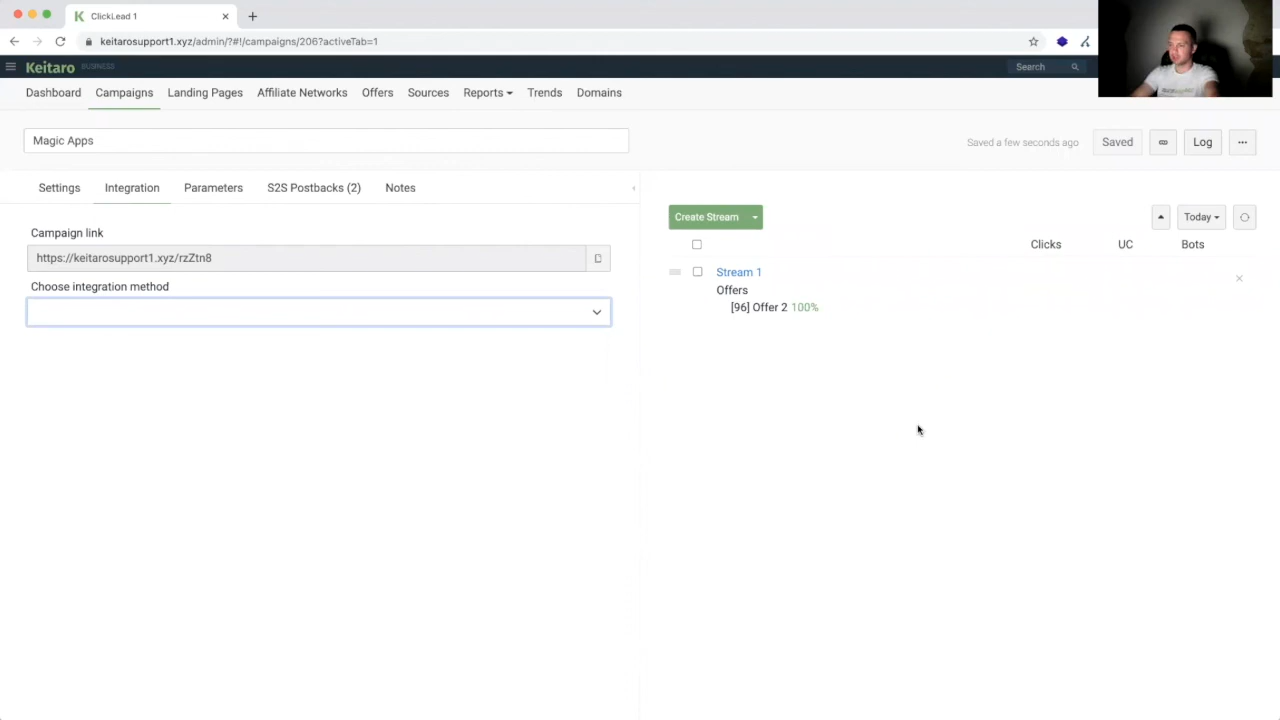 ClickLead 1
keitarosupport1.xyz/admin/?#!/campaigns/206?activeTab=1
Keitaro BUSINESS
Search
Dashboard Campaigns Landing Pages Affiliate Networks Offers Sources Reports Trends Domains
Magic Apps
Saved a few seconds ago Saved Log ...
Settings Integration Parameters S2S Postbacks (2) Notes
Campaign link
https://keitarosupport1.xyz/rzZtn8
Choose integration method
Create Stream
Today
Clicks UC Bots
Stream 1
Offers
[96] Offer 2 100%